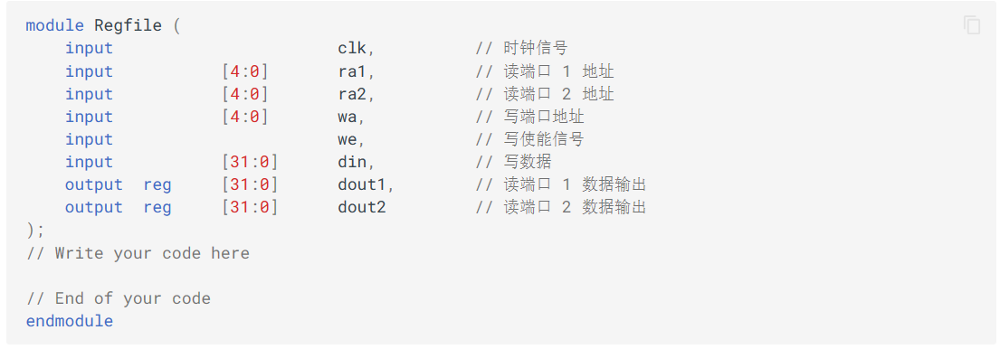 module Regfile (
    input                       clk,          // 时钟信号
    input           [4:0]       ra1,          // 读端口 1 地址
    input           [4:0]       ra2,          // 读端口 2 地址
    input           [4:0]       wa,           // 写端口地址
    input                       we,           // 写使能信号
    input           [31:0]      din,          // 写数据
    output  reg     [31:0]      dout1,        // 读端口 1 数据输出
    output  reg     [31:0]      dout2         // 读端口 2 数据输出
);
// Write your code here
// End of your code
endmodule